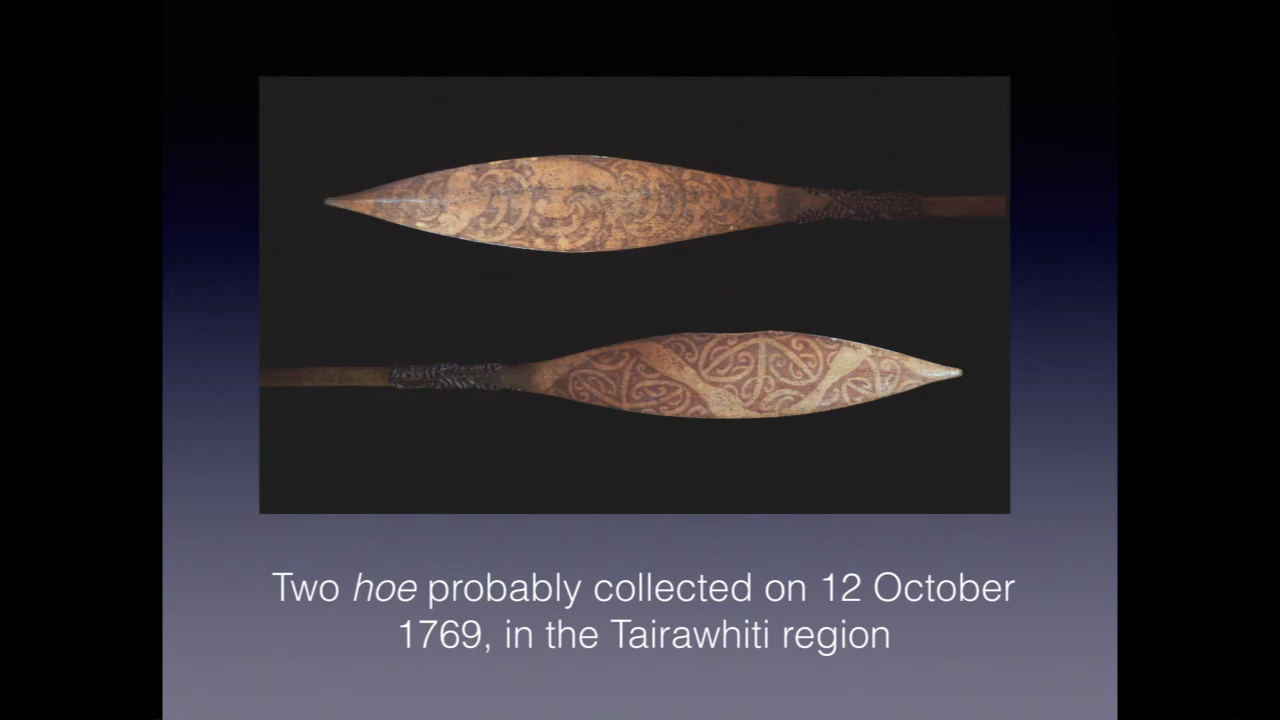 Two hoe probably collected on 12 October
1769, in the Tairawhiti region